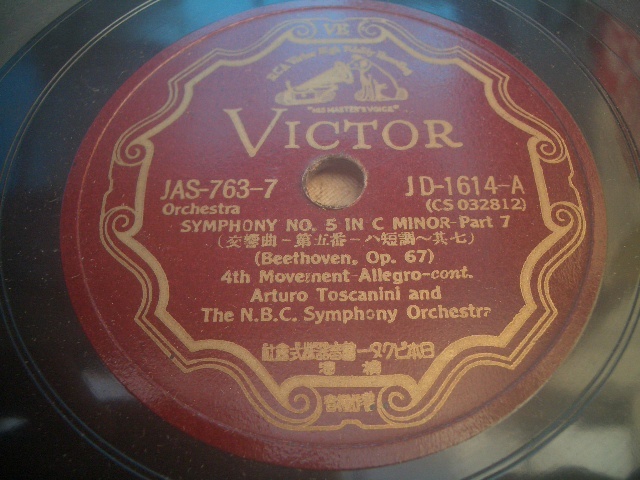 VE
"HIS MASTER'S VOICE"
VICTOR
JAS-763-7
JD-1614-A
Orchestra
(CS 032812)
SYMPHONY NO. 5 IN C MINOR-Part 7
(交響曲-第五番-ハ短調~其七)
(Beethoven, Op. 67)
4th Movement-Allegro-cont.
Arturo Toscanini and
The N.B.C. Symphony Orchestra